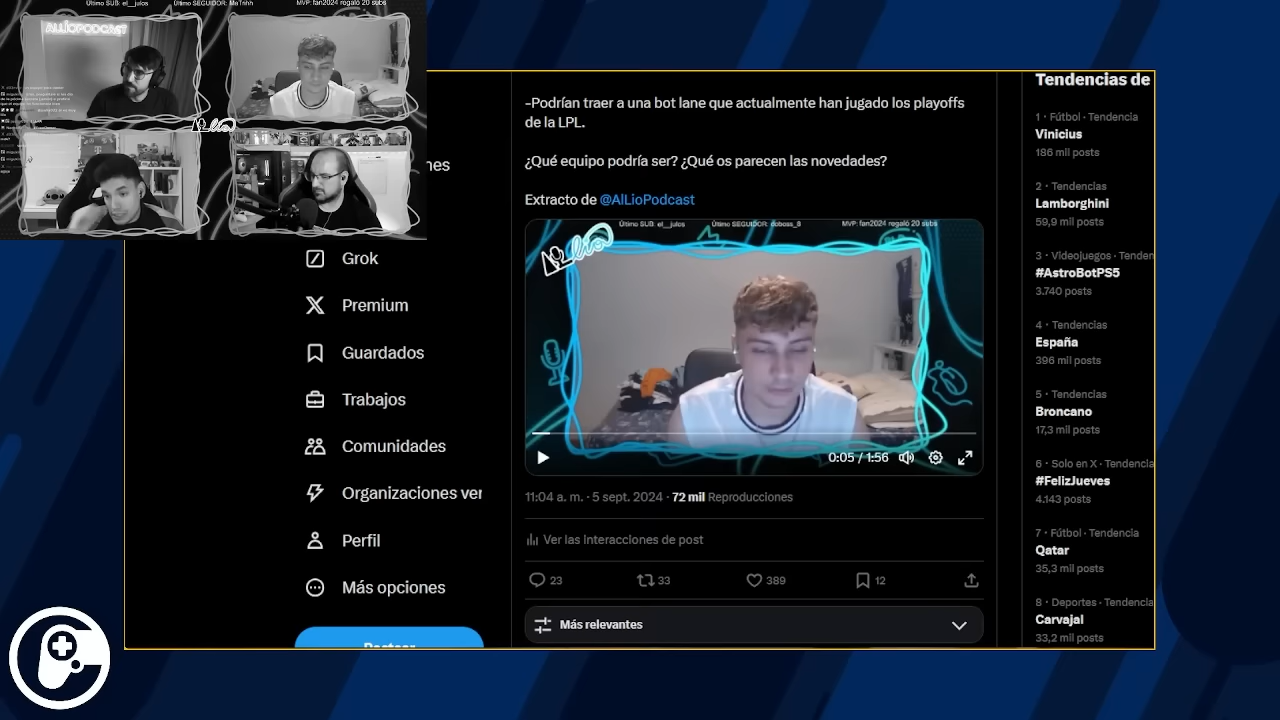 Último SUB: el__julos
Último SEGUIDOR: MeTnhh
MVP: fan2024 regaló 20 subs
ALLIOPODCAST
Allio
nes
Grok
Premium
Guardados
Trabajos
Comunidades
Organizaciones ver
Perfil
Más opciones
Postear
-Podrían traer a una bot lane que actualmente han jugado los playoffs
de la LPL.
¿Qué equipo podría ser? ¿Qué os parecen las novedades?
Extracto de @AlLioPodcast
Último SUB: el__julos
Último SEGUIDOR: doboss_8
MVP: fan2024 regaló 20 subs
Allio
0:05 / 1:56
11:04 a. m. · 5 sept. 2024 · 72 mil Reproducciones
Ver las interacciones de post
23
33
389
12
Más relevantes
Tendencias de
1 · Fútbol · Tendencia
Vinicius
186 mil posts
2 · Tendencias
Lamborghini
59,9 mil posts
3 · Videojuegos · Tenden
#AstroBotPS5
3.740 posts
4 · Tendencias
España
396 mil posts
5 · Tendencias
Broncano
17,3 mil posts
6 · Solo en X · Tendencia
#FelizJueves
4.143 posts
7 · Fútbol · Tendencia
Qatar
35,3 mil posts
8 · Deportes · Tendencia
Carvajal
33,2 mil posts